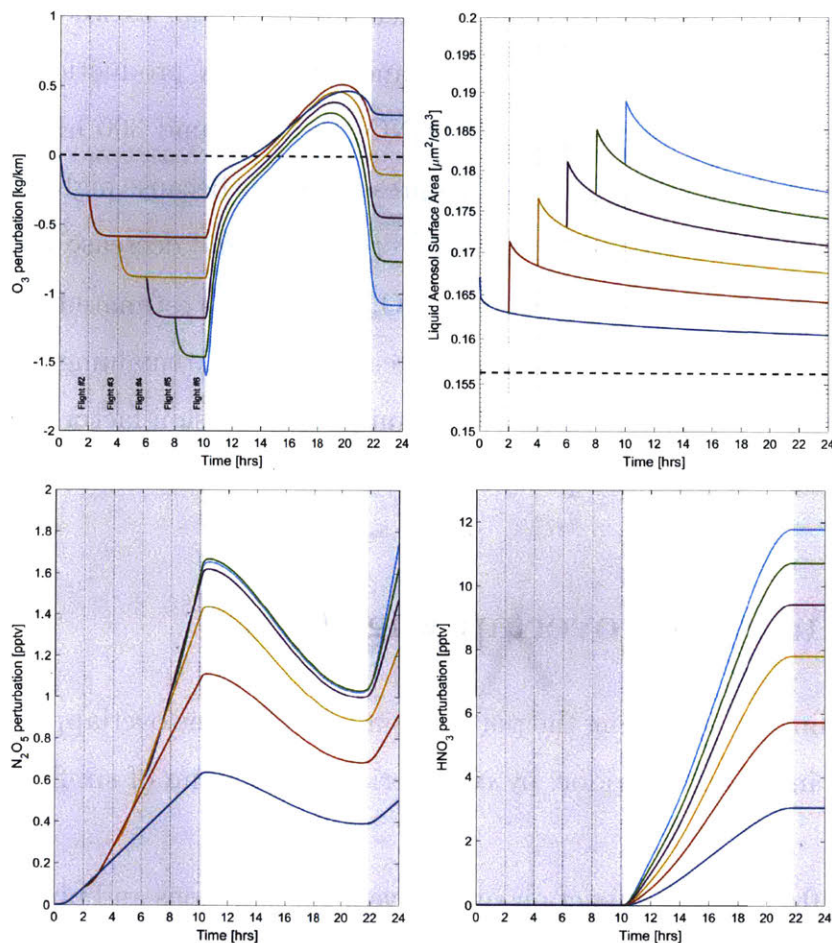 1
0.5
0
-0.5
-1
-1.5
-2
O₃ perturbation [kg/km]
Flight #2
Flight #3
Flight #4
Flight #5
Flight #6
0 2 4 6 8 10 12 14 16 18 20 22 24
Time [hrs]
0.2
0.195
0.19
0.185
0.18
0.175
0.17
0.165
0.16
0.155
0.15
Liquid Aerosol Surface Area [μm²/cm³]
0 2 4 6 8 10 12 14 16 18 20 22 24
Time [hrs]
2
1.8
1.6
1.4
1.2
1
0.8
0.6
0.4
0.2
0
N₂O₅ perturbation [pptv]
0 2 4 6 8 10 12 14 16 18 20 22 24
Time [hrs]
12
10
8
6
4
2
0
HNO₃ perturbation [pptv]
0 2 4 6 8 10 12 14 16 18 20 22 24
Time [hrs]